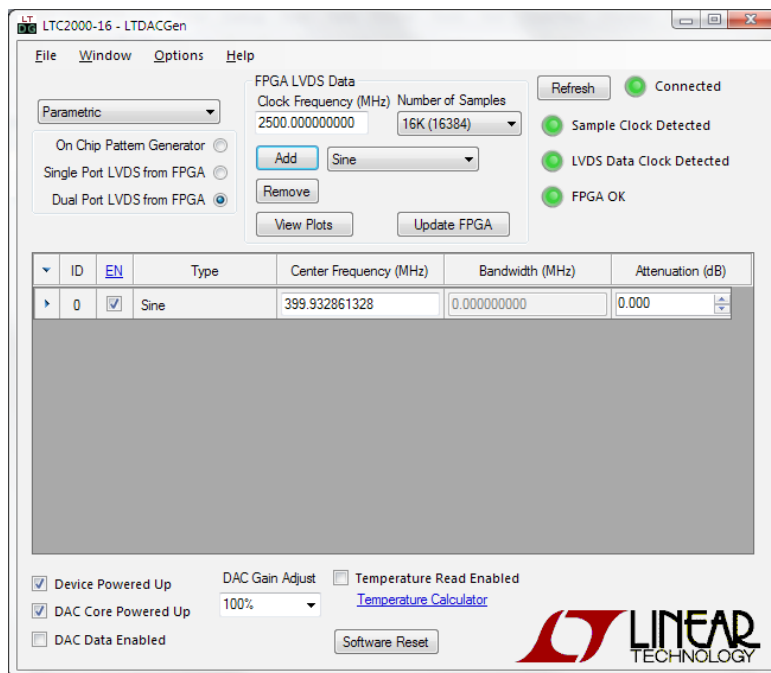 LT DG LTC2000-16 - LTDACGen
File Window Options Help
Parametric
On Chip Pattern Generator
Single Port LVDS from FPGA
Dual Port LVDS from FPGA
FPGA LVDS Data
Clock Frequency (MHz) Number of Samples
2500.000000000 16K (16384)
Add Sine
Remove
View Plots Update FPGA
Refresh Connected
Sample Clock Detected
LVDS Data Clock Detected
FPGA OK
ID EN Type Center Frequency (MHz) Bandwidth (MHz) Attenuation (dB)
0 Sine 399.932861328 0.000000000 0.000
Device Powered Up
DAC Core Powered Up
DAC Data Enabled
DAC Gain Adjust
100%
Temperature Read Enabled
Temperature Calculator
Software Reset
LINEAR
TECHNOLOGY